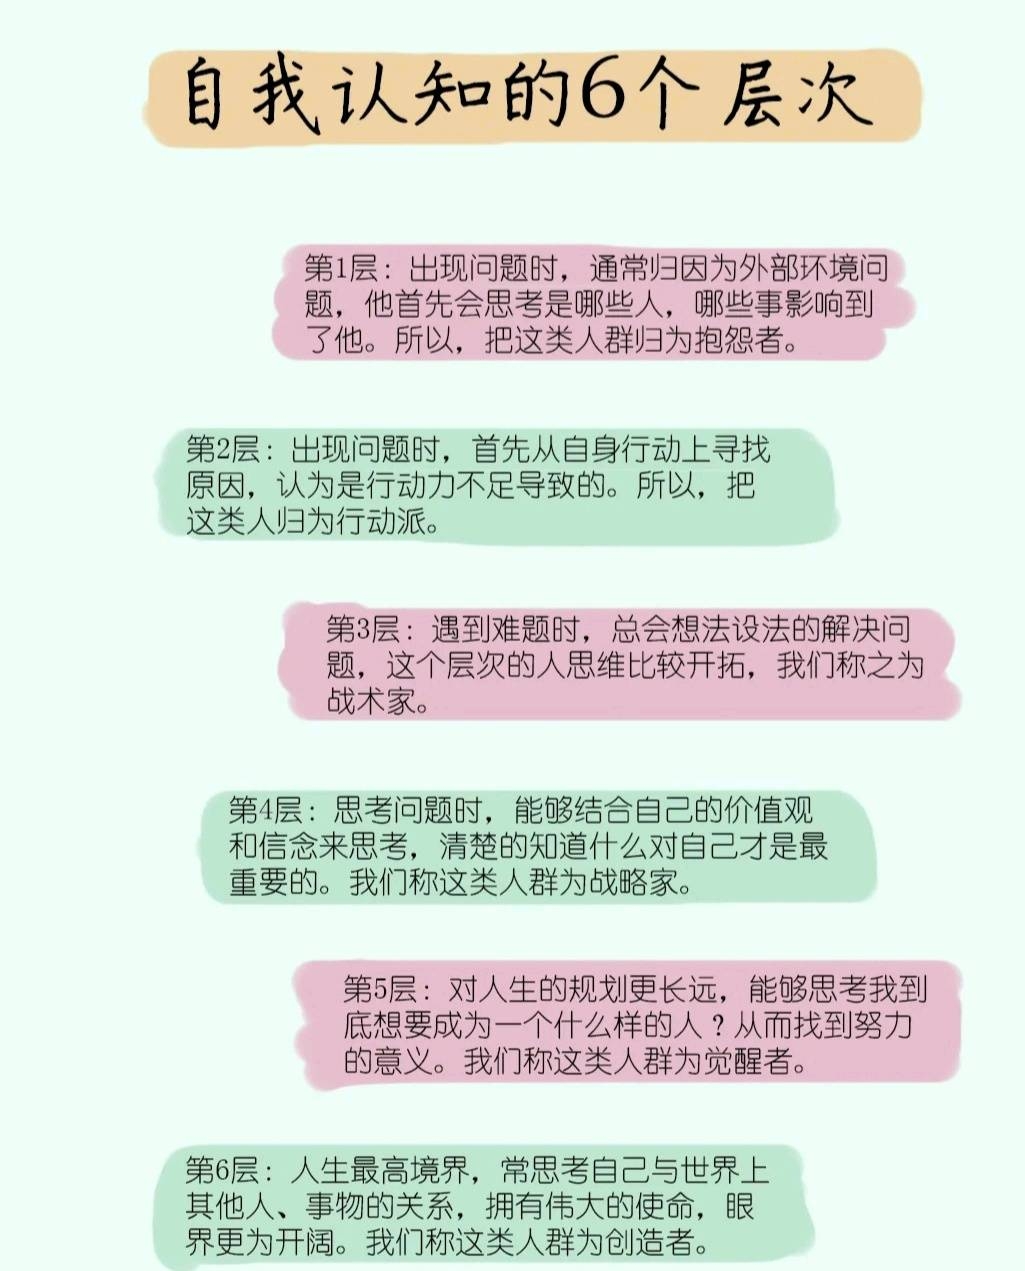 自我认知的6个层次
第1层：出现问题时，通常归因为外部环境问
题，他首先会思考是哪些人，哪些事影响到
了他。所以，把这类人群归为抱怨者。
第2层：出现问题时，首先从自身行动上寻找
原因，认为是行动力不足导致的。所以，把
这类人归为行动派。
第3层：遇到难题时，总会想法设法的解决问
题，这个层次的人思维比较开拓，我们称之为
战术家。
第4层：思考问题时，能够结合自己的价值观
和信念来思考，清楚的知道什么对自己才是最
重要的。我们称这类人群为战略家。
第5层：对人生的规划更长远，能够思考我到
底想要成为一个什么样的人？从而找到努力
的意义。我们称这类人群为觉醒者。
第6层：人生最高境界，常思考自己与世界上
其他人、事物的关系，拥有伟大的使命，眼
界更为开阔。我们称这类人群为创造者。